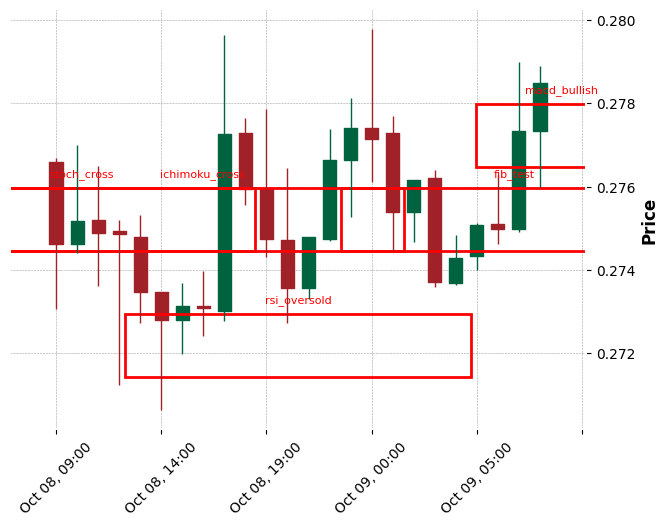 0.280
macd_bullish
0.278
stoch_cross ichimoku_cross fib_test
0.276
0.274
rsi_oversold
0.272
Price
Oct 08, 09:00
Oct 08, 14:00
Oct 08, 19:00
Oct 09, 00:00
Oct 09, 05:00